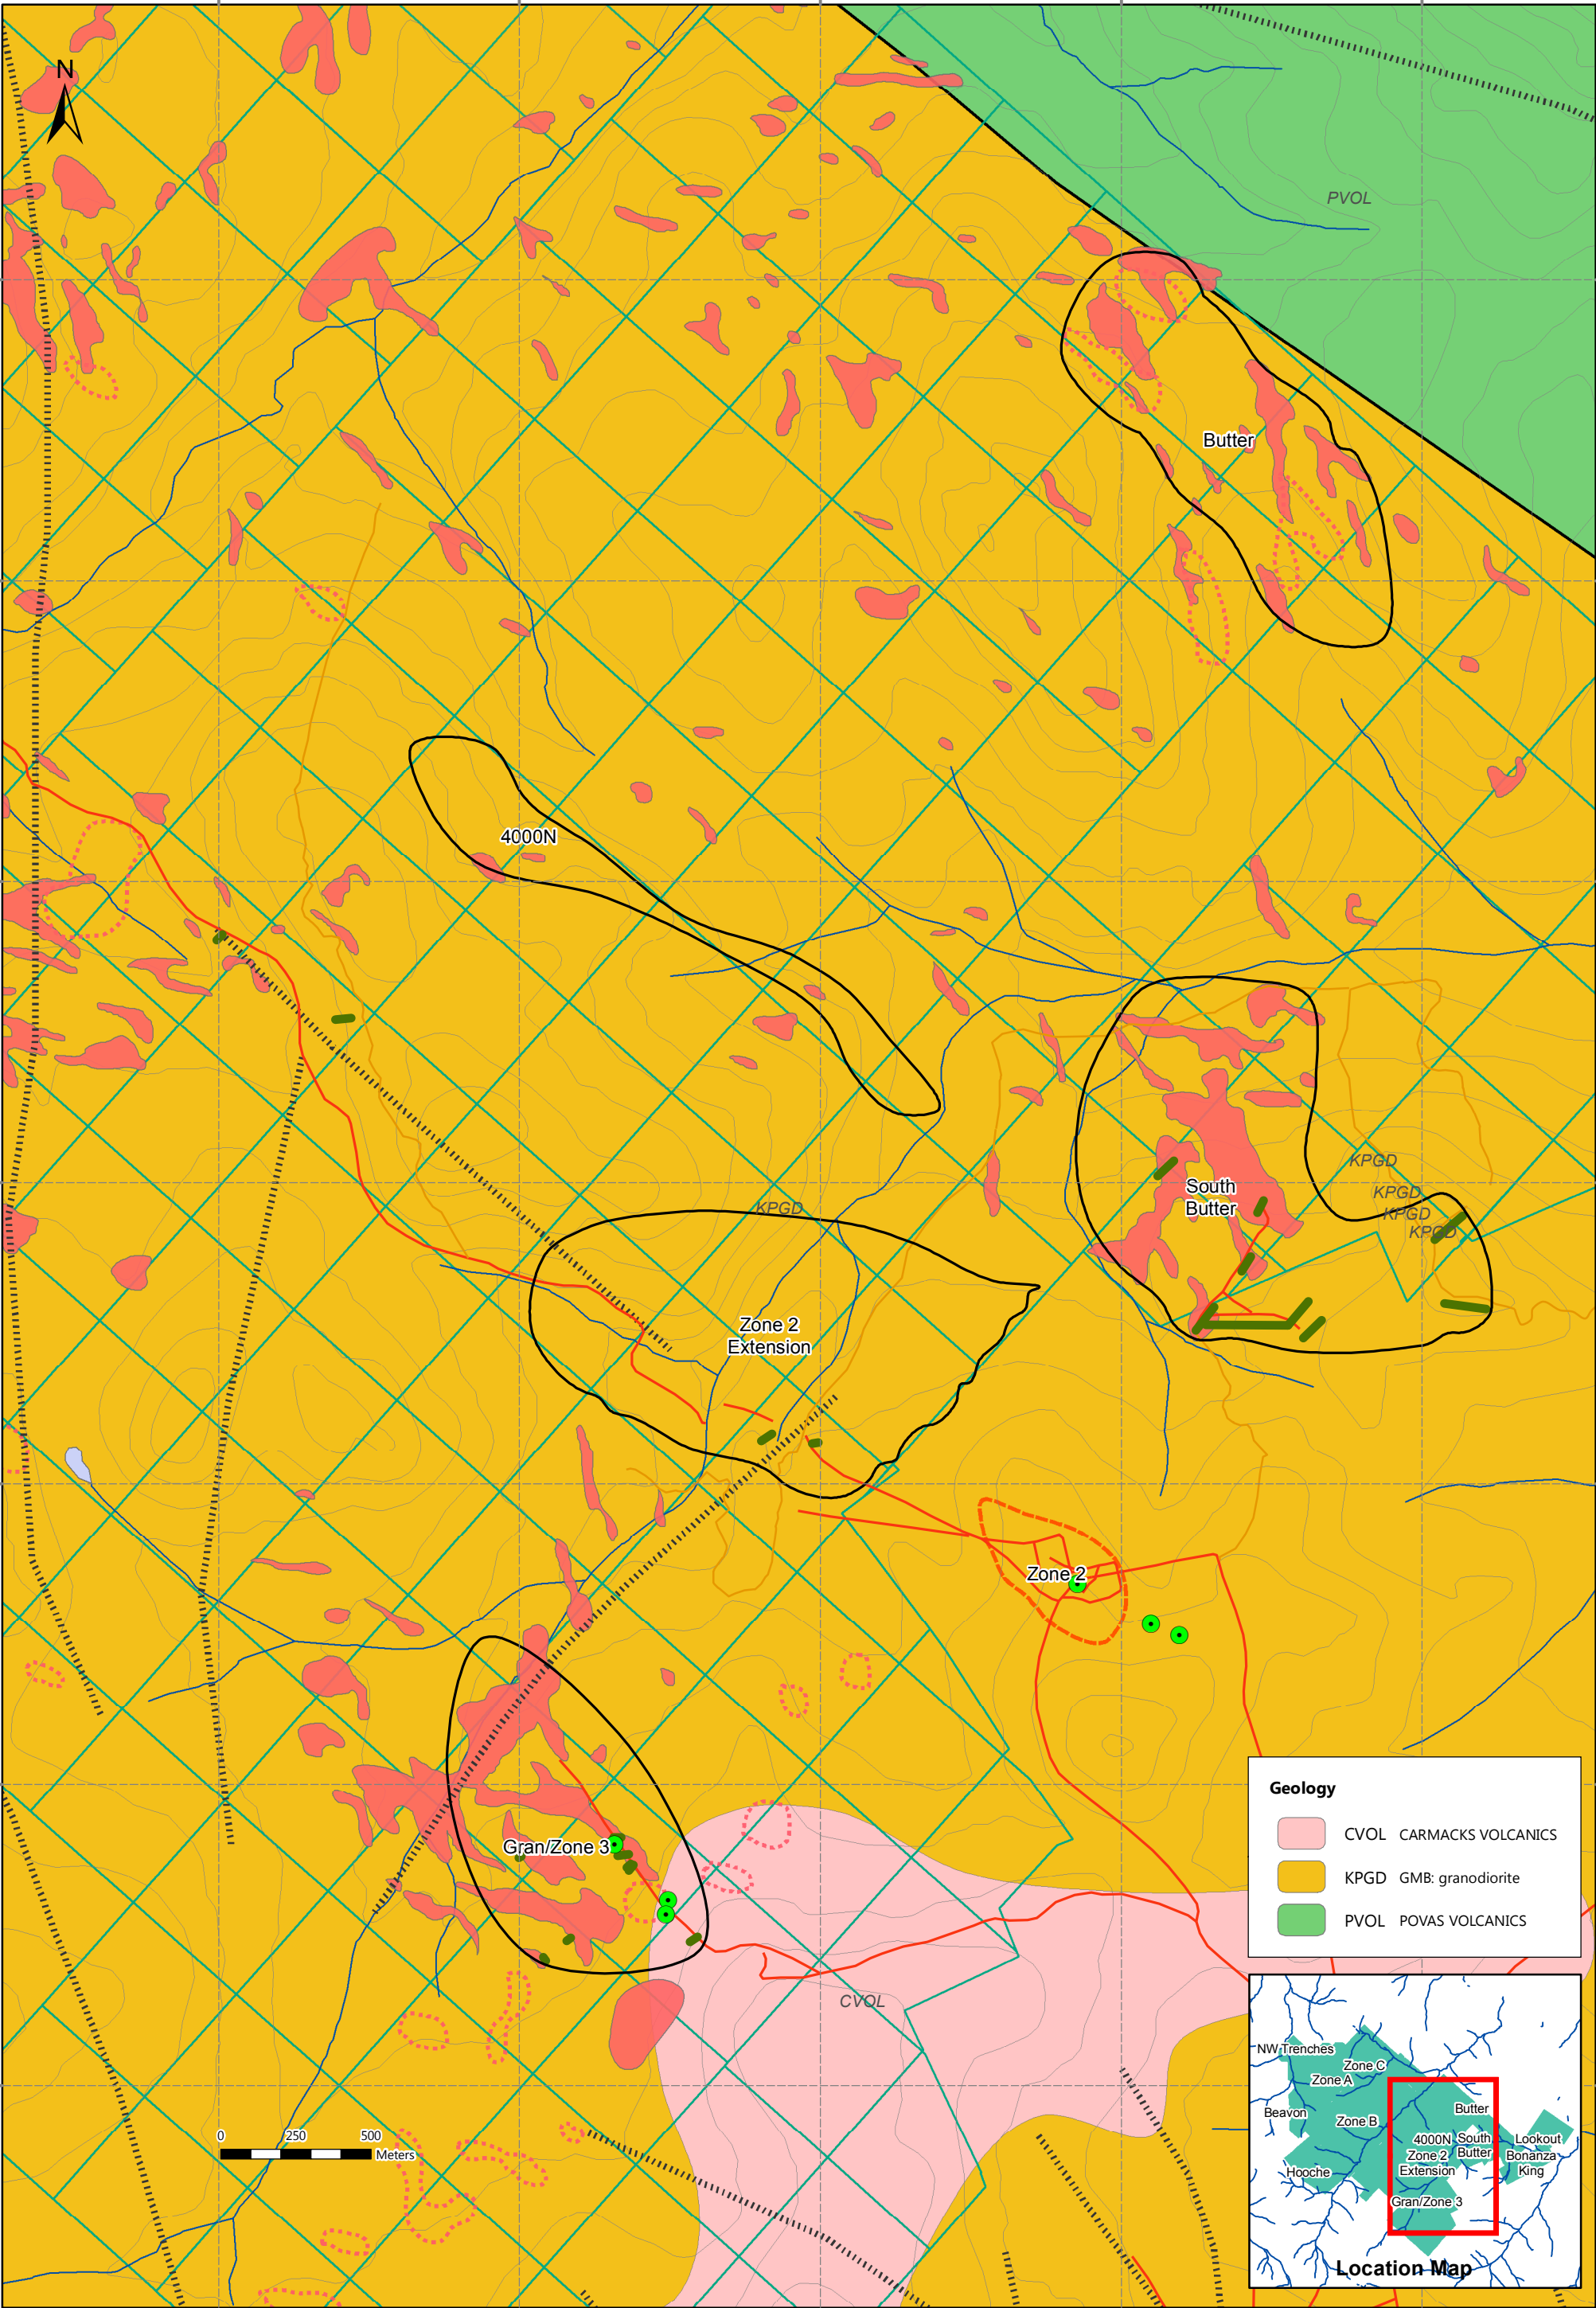 N
PVOL
Butter
4000N
KPGD
South
Butter
KPGD
KPGD
KPGD
KPGD
Zone 2
Extension
Zone 2
Gran/Zone 3
CVOL
0 250 500
Meters
Geology
CVOL CARMACKS VOLCANICS
KPGD GMB: granodiorite
PVOL POVAS VOLCANICS
NW Trenches
Zone C
Zone A
Beavon
Zone B
Butter
4000N
South
Butter
Lookout
Zone 2
Extension
Bonanza
King
Hooche
Gran/Zone 3
Location Map